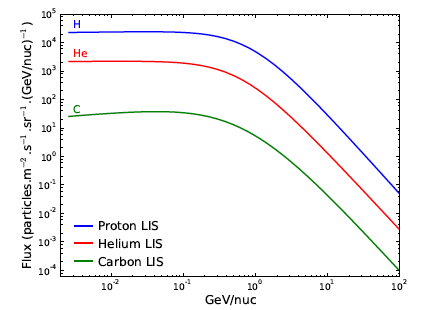 10⁵
10⁴
10³
10²
10¹
10⁰
10⁻¹
10⁻²
10⁻³
10⁻⁴
Flux (particles.m⁻².s⁻¹.sr⁻¹.(GeV/nuc)⁻¹)
H
He
C
Proton LIS
Helium LIS
Carbon LIS
10⁻² 10⁻¹ 10⁰ 10¹ 10²
GeV/nuc